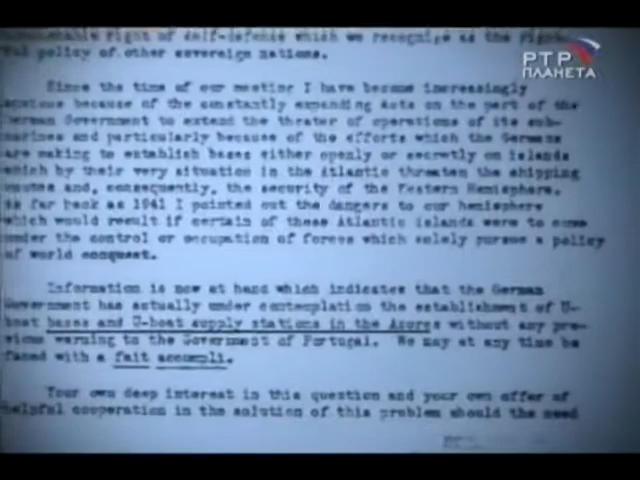 right of self-defense which we recognize as the right-
ful policy of other sovereign nations.
РТР
ПЛАНЕТА
Since the time of our meeting I have become increasingly
anxious because of the constantly expanding acts on the part of the
German Government to extend the theater of operations of its sub-
marines and particularly because of the efforts which the Germans
are making to establish bases either openly or secretly on islands
which by their very situation in the Atlantic threaten the shipping
routes and, consequently, the security of the Western Hemisphere.
As far back as 1941 I pointed out the dangers to our hemisphere
which would result if certain of these Atlantic islands were to come
under the control or occupation of forces which solely pursue a policy
of world conquest.
Information is now at hand which indicates that the German
Government has actually under contemplation the establishment of U-
boat bases and U-boat supply stations in the Azores without any pre-
vious warning to the Government of Portugal. We may at any time be
faced with a fait accompli.
Your own deep interest in this question and your own offer of
helpful cooperation in the solution of this problem should the need